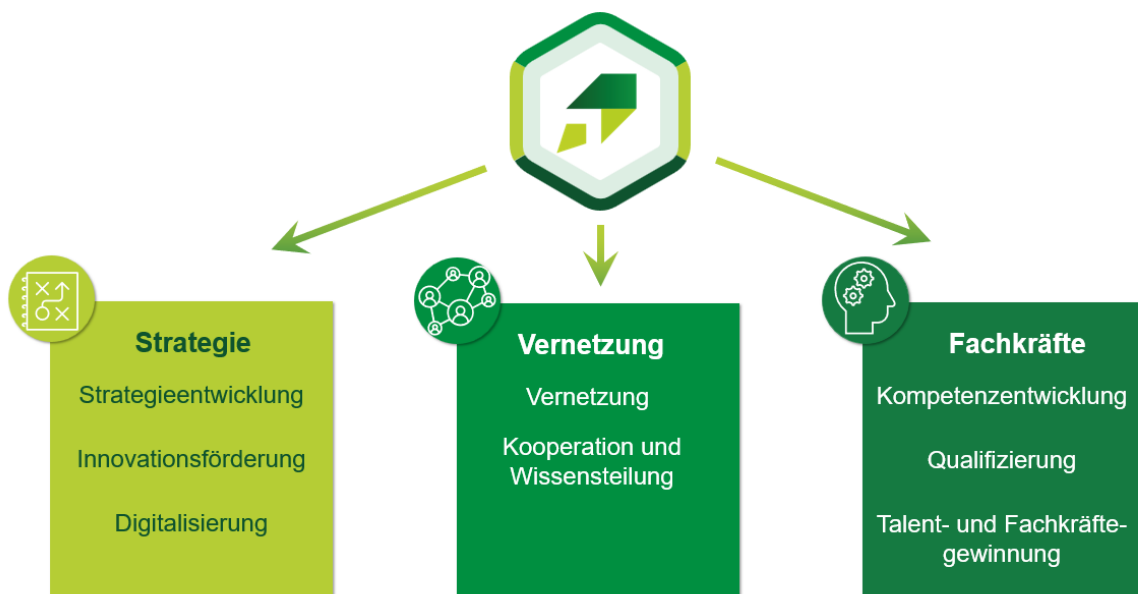 Strategie
Strategieentwicklung
Innovationsförderung
Digitalisierung
Vernetzung
Vernetzung
Kooperation und
Wissensteilung
Fachkräfte
Kompetenzentwicklung
Qualifizierung
Talent- und Fachkräfte-
gewinnung